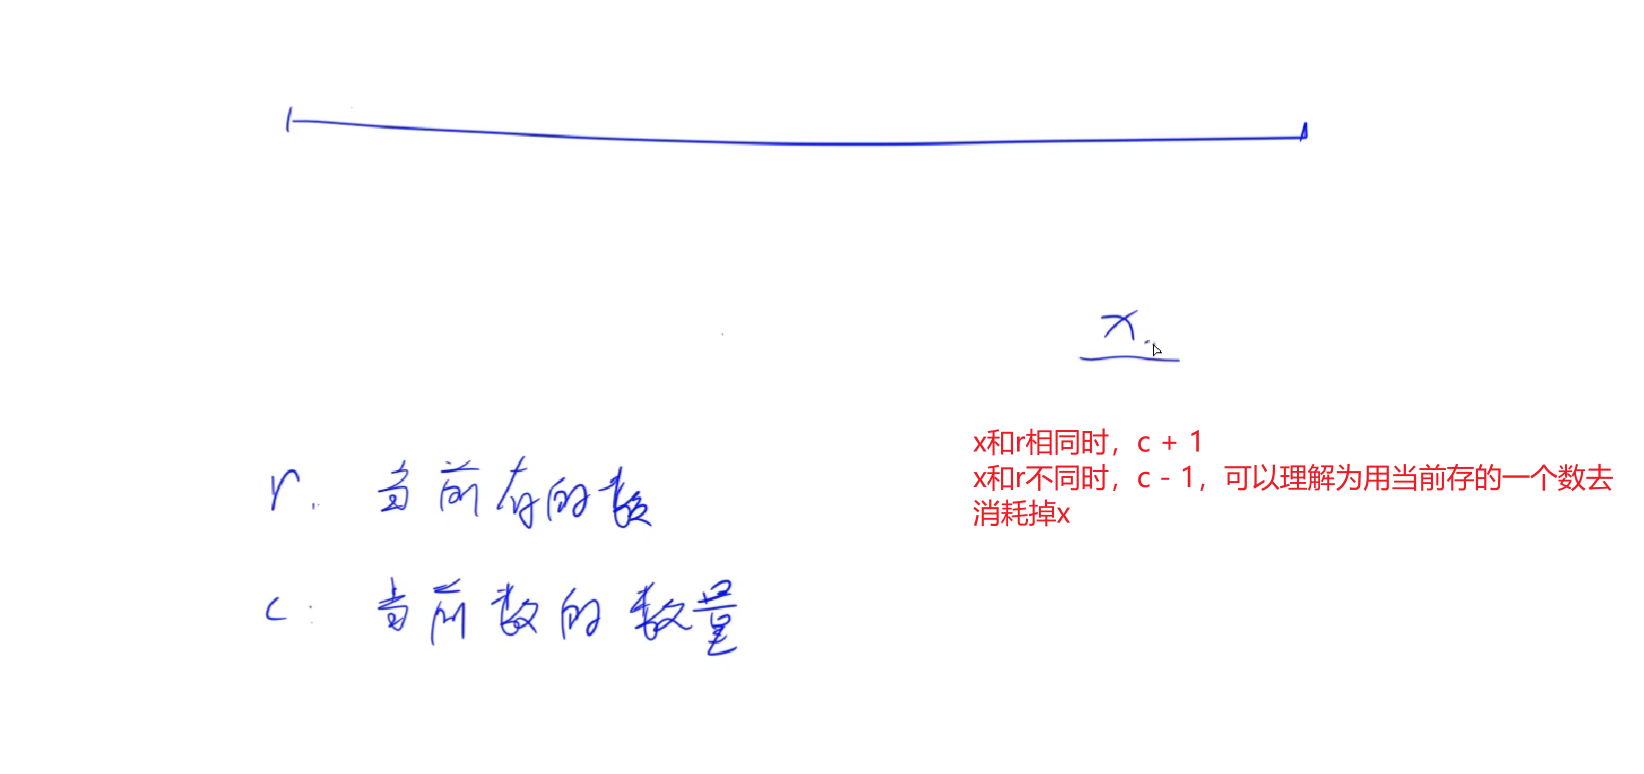 x.
x和r相同时，c + 1
x和r不同时，c - 1，可以理解为用当前存的一个数去
消耗掉x
r. 当前存的数
c: 当前数的数量